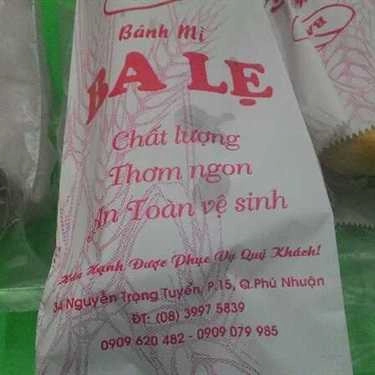 Bánh Mì
BA LẸ
Chất lượng
Thơm ngon
An Toàn vệ sinh
Hân Hạnh Được Phục Vụ Quý Khách!
34 Nguyễn Trọng Tuyển, P.15, Q.Phú Nhuận
ĐT: (08) 3997 5839
0909 620 482 - 0909 079 985